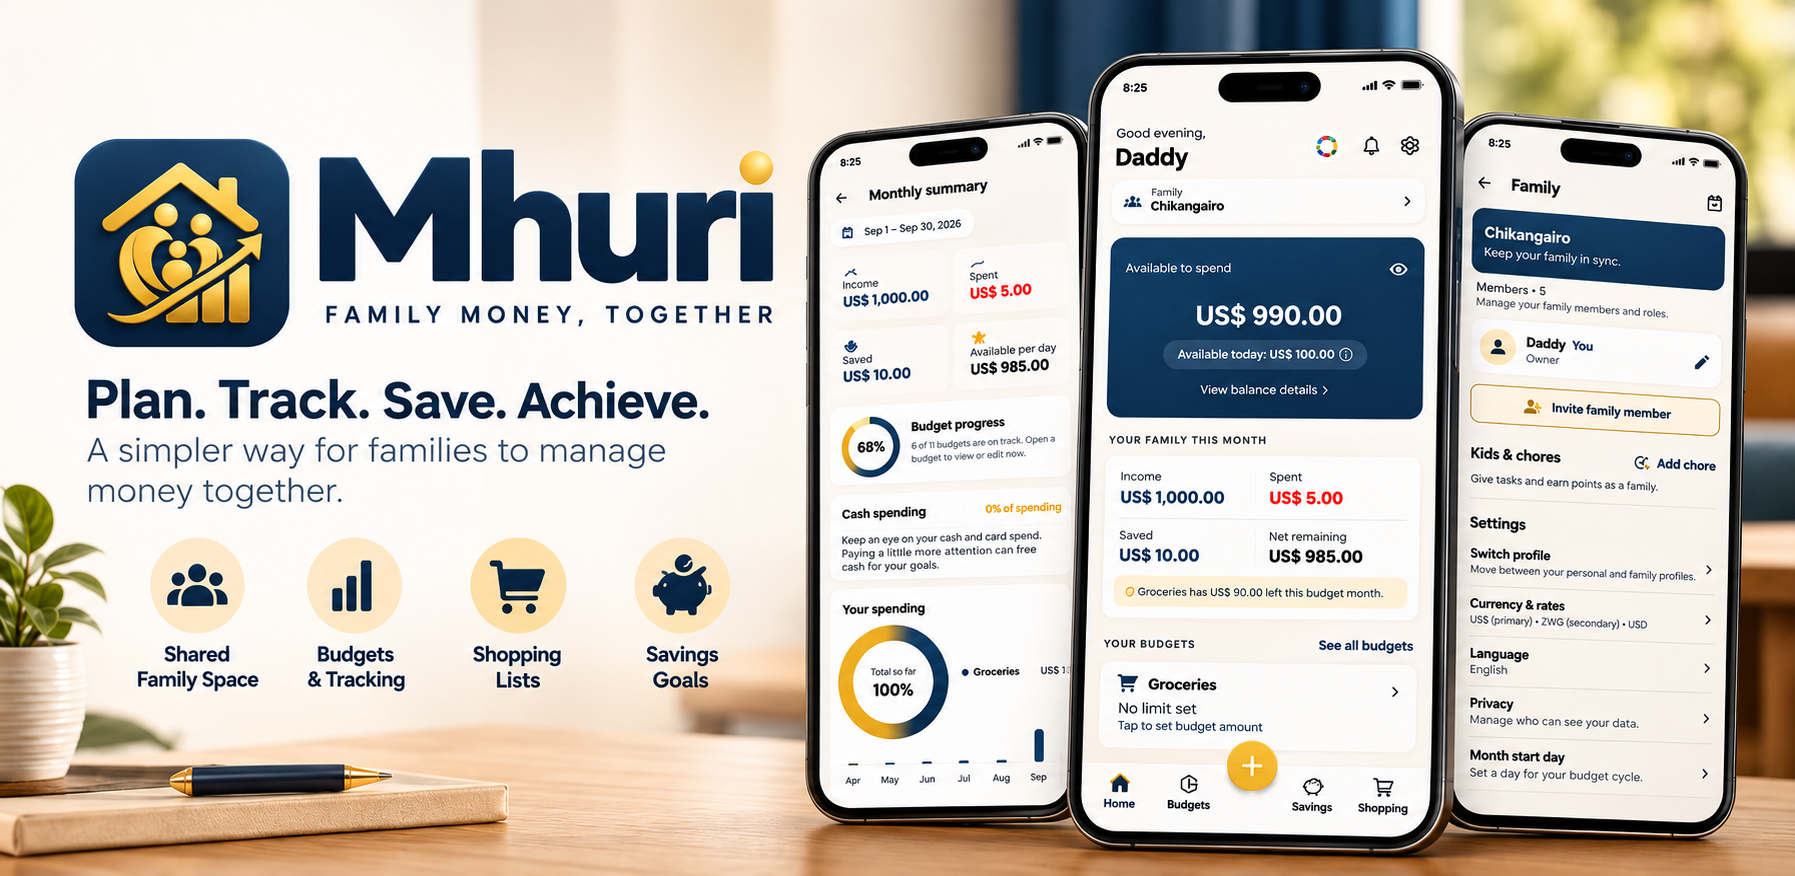 Mhuri
FAMILY MONEY, TOGETHER
Plan. Track. Save. Achieve.
A simpler way for families to manage
money together.
Shared
Family Space
Budgets
& Tracking
Shopping
Lists
Savings
Goals
8:25
Monthly summary
Sep 1 – Sep 30, 2026
Income
US$ 1,000.00
Spent
US$ 5.00
Saved
US$ 10.00
Available per day
US$ 985.00
68%
Budget progress
6 of 11 budgets are on track. Open a
budget to view or edit now.
Cash spending
0% of spending
Keep an eye on your cash and card spend.
Paying a little more attention can free
cash for your goals.
Your spending
Total so far
100%
Groceries
US$ 1
Apr May Jun Jul Aug Sep
8:25
Good evening,
Daddy
Family
Chikangairo
Available to spend
US$ 990.00
Available today: US$ 100.00
View balance details
YOUR FAMILY THIS MONTH
Income
US$ 1,000.00
Spent
US$ 5.00
Saved
US$ 10.00
Net remaining
US$ 985.00
Groceries has US$ 90.00 left this budget month.
YOUR BUDGETS
See all budgets
Groceries
No limit set
Tap to set budget amount
Home
Budgets
Savings
Shopping
8:25
Family
Chikangairo
Keep your family in sync.
Members • 5
Manage your family members and roles.
Daddy You
Owner
Invite family member
Kids & chores
Add chore
Give tasks and earn points as a family.
Settings
Switch profile
Move between your personal and family profiles.
Currency & rates
US$ (primary) • ZWG (secondary) • USD
Language
English
Privacy
Manage who can see your data.
Month start day
Set a day for your budget cycle.